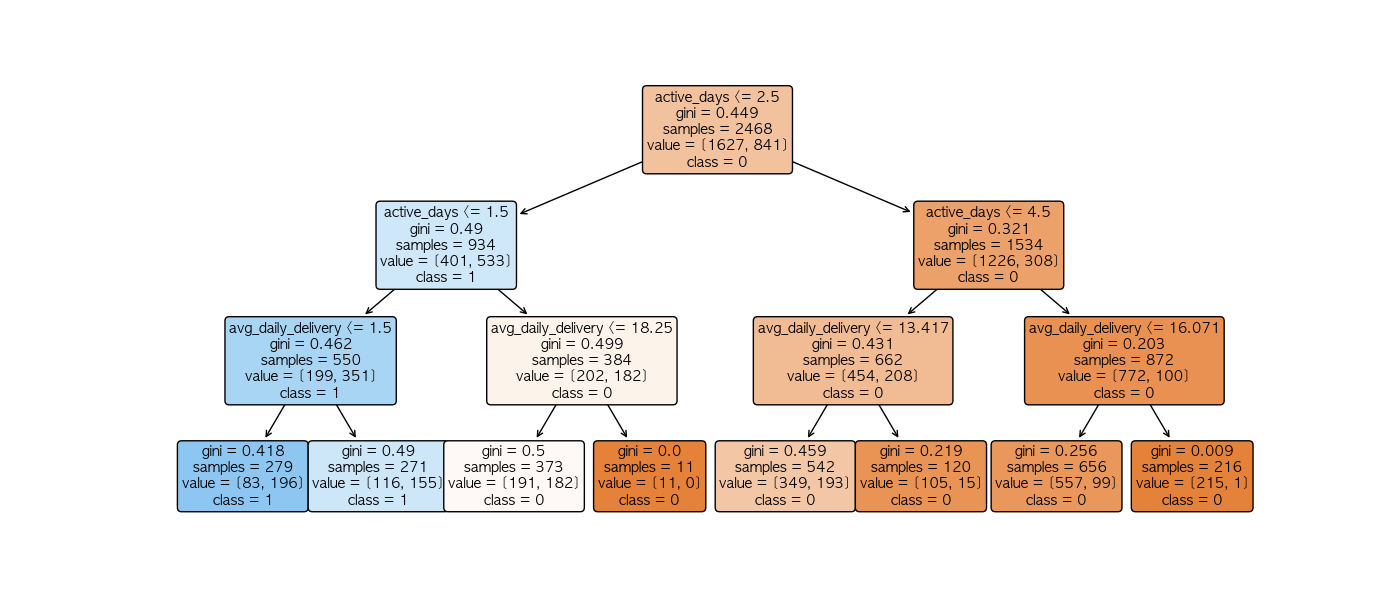 active_days <= 2.5
gini = 0.449
samples = 2468
value = [1627, 841]
class = 0
active_days <= 1.5
gini = 0.49
samples = 934
value = [401, 533]
class = 1
active_days <= 4.5
gini = 0.321
samples = 1534
value = [1226, 308]
class = 0
avg_daily_delivery <= 1.5
gini = 0.462
samples = 550
value = [199, 351]
class = 1
avg_daily_delivery <= 18.25
gini = 0.499
samples = 384
value = [202, 182]
class = 0
avg_daily_delivery <= 13.417
gini = 0.431
samples = 662
value = [454, 208]
class = 0
avg_daily_delivery <= 16.071
gini = 0.203
samples = 872
value = [772, 100]
class = 0
gini = 0.418
samples = 279
value = [83, 196]
class = 1
gini = 0.49
samples = 271
value = [116, 155]
class = 1
gini = 0.5
samples = 373
value = [191, 182]
class = 0
gini = 0.0
samples = 11
value = [11, 0]
class = 0
gini = 0.459
samples = 542
value = [349, 193]
class = 0
gini = 0.219
samples = 120
value = [105, 15]
class = 0
gini = 0.256
samples = 656
value = [557, 99]
class = 0
gini = 0.009
samples = 216
value = [215, 1]
class = 0